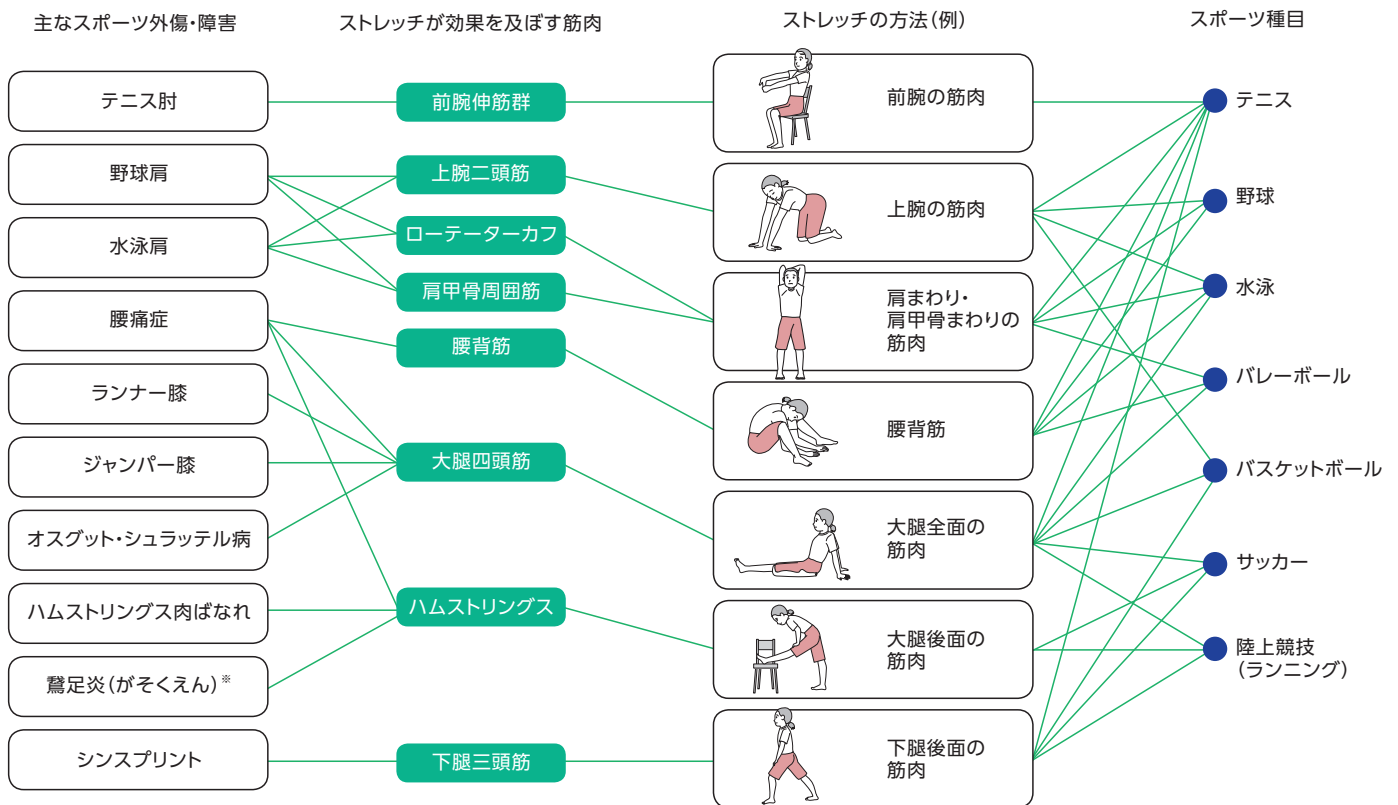 主なスポーツ外傷・障害
ストレッチが効果を及ぼす筋肉
ストレッチの方法(例)
スポーツ種目
テニス肘
野球肩
水泳肩
腰痛症
ランナー膝
ジャンパー膝
オスグット・シュラッテル病
ハムストリングス肉ばなれ
鵞足炎(がそくえん)※
シンスプリント
前腕伸筋群
上腕二頭筋
ローテーターカフ
肩甲骨周囲筋
腰背筋
大腿四頭筋
ハムストリングス
下腿三頭筋
前腕の筋肉
上腕の筋肉
肩まわり・
肩甲骨まわりの
筋肉
腰背筋
大腿全面の
筋肉
大腿後面の
筋肉
下腿後面の
筋肉
テニス
野球
水泳
バレーボール
バスケットボール
サッカー
陸上競技
(ランニング)